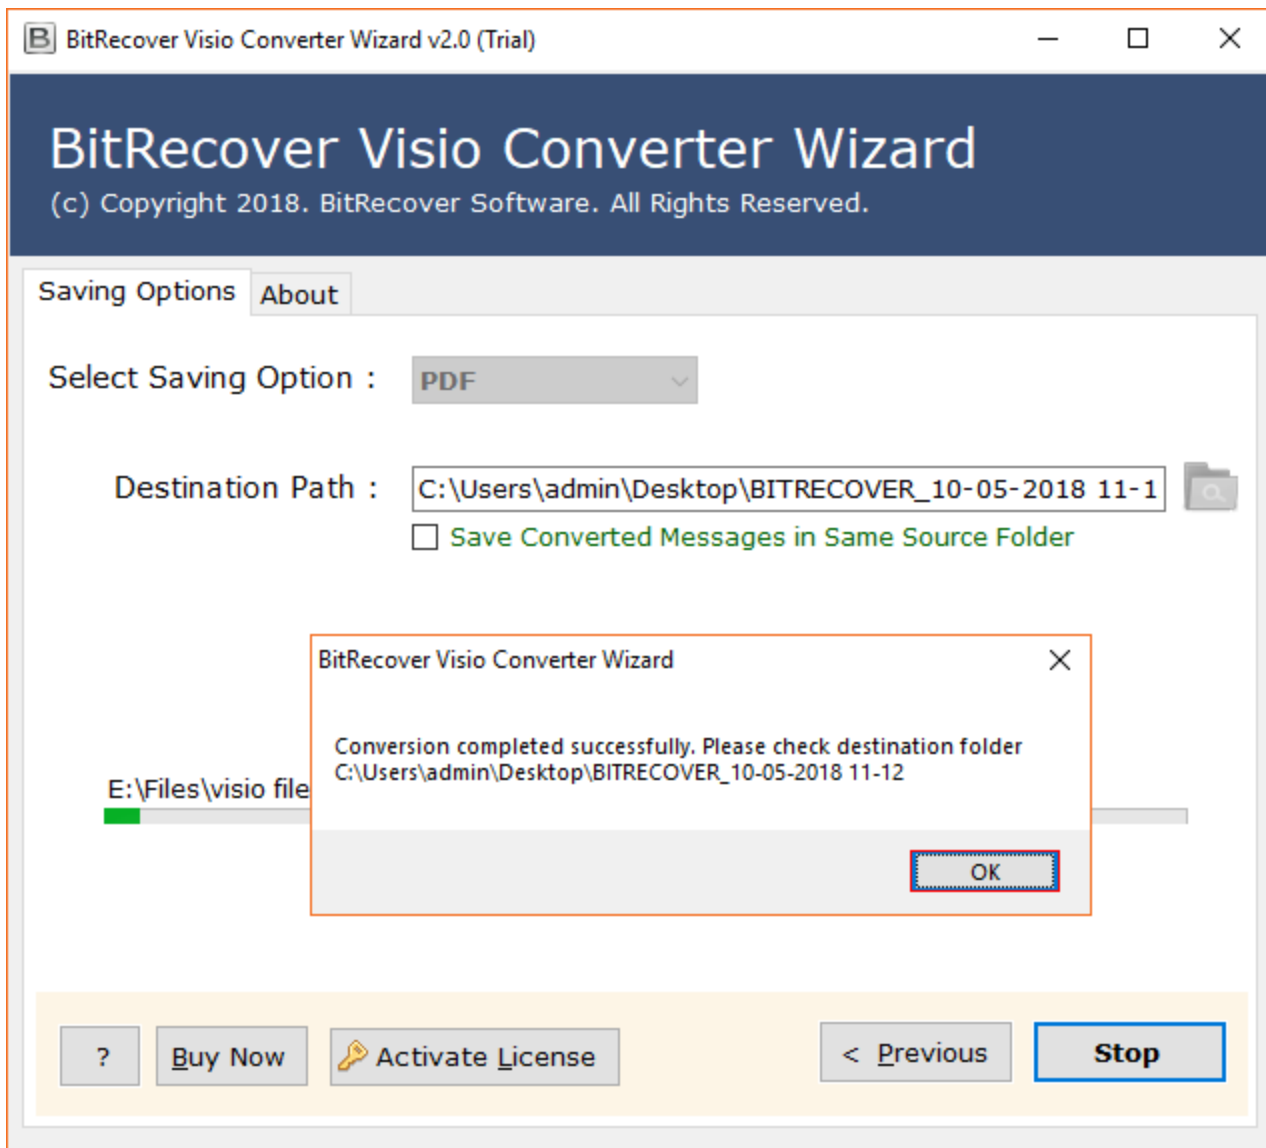 B BitRecover Visio Converter Wizard v2.0 (Trial)
BitRecover Visio Converter Wizard
(c) Copyright 2018. BitRecover Software. All Rights Reserved.
Saving Options About
Select Saving Option : PDF
Destination Path : C:\Users\admin\Desktop\BITRECOVER_10-05-2018 11-1
Save Converted Messages in Same Source Folder
BitRecover Visio Converter Wizard
Conversion completed successfully. Please check destination folder
C:\Users\admin\Desktop\BITRECOVER_10-05-2018 11-12
E:\Files\visio file
OK
? Buy Now Activate License < Previous Stop